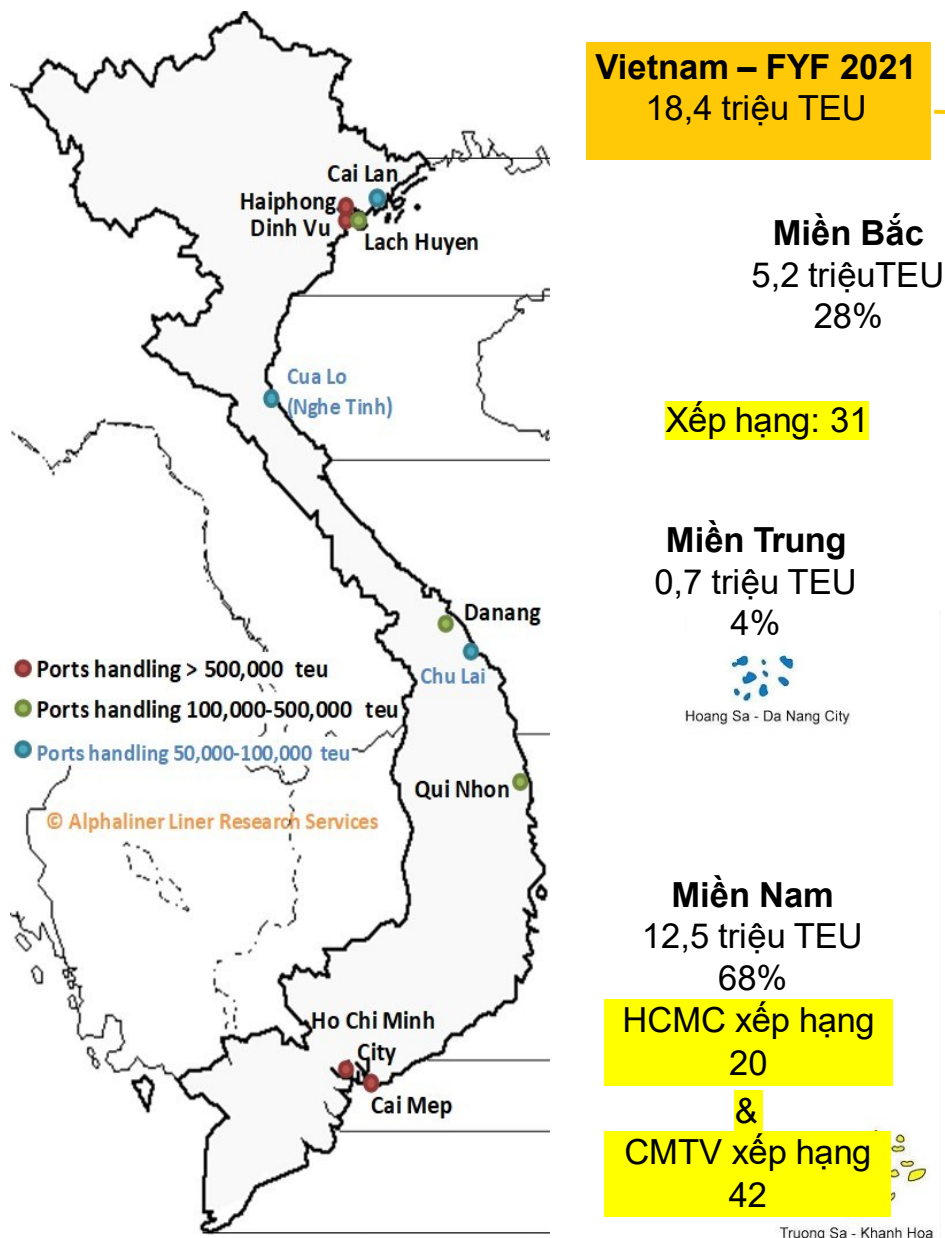 Vietnam – FYF 2021
18,4 triệu TEU
Cai Lan
Haiphong
Dinh Vu
Lach Huyen
Miền Bắc
5,2 triệuTEU
28%
Cua Lo
(Nghe Tinh)
Xếp hạng: 31
Miền Trung
0,7 triệu TEU
4%
Danang
Chu Lai
Hoang Sa - Da Nang City
Ports handling > 500,000 teu
Ports handling 100,000-500,000 teu
Ports handling 50,000-100,000 teu
Qui Nhon
© Alphaliner Liner Research Services
Miền Nam
12,5 triệu TEU
68%
HCMC xếp hạng
20
&
CMTV xếp hạng
42
Ho Chi Minh
City
Cai Mep
Truong Sa - Khanh Hoa